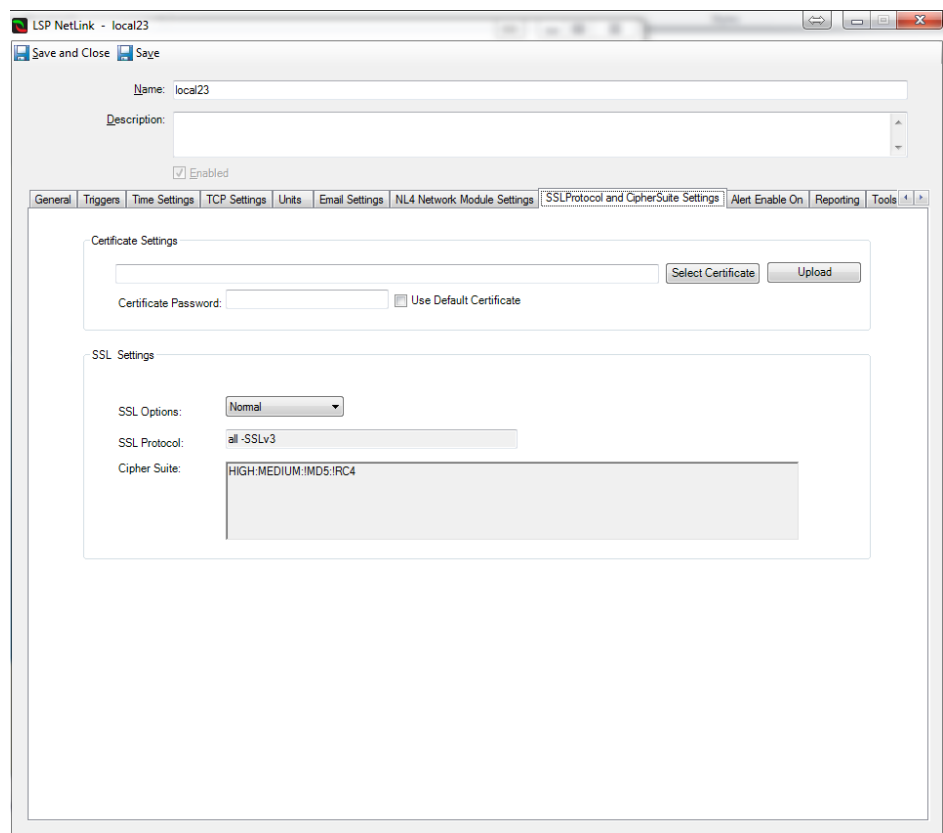 LSP NetLink - local23
Save and Close Save
Name: local23
Description:
Enabled
General Triggers Time Settings TCP Settings Units Email Settings NL4 Network Module Settings SSLProtocol and CipherSuite Settings Alert Enable On Reporting Tools
Certificate Settings
Select Certificate Upload
Certificate Password: Use Default Certificate
SSL Settings
SSL Options: Normal
SSL Protocol: all -SSLv3
Cipher Suite: HIGH:MEDIUM:!MD5:!RC4